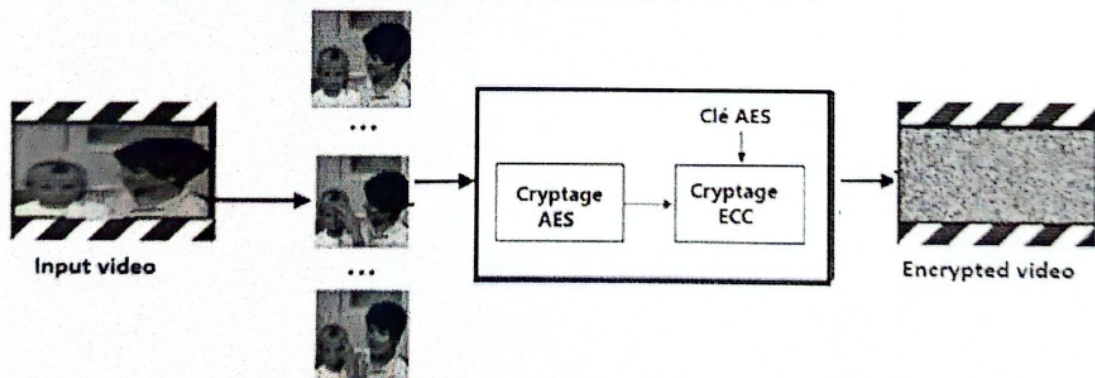 Input video
...
...
Clé AES
Cryptage
AES
Cryptage
ECC
Encrypted video